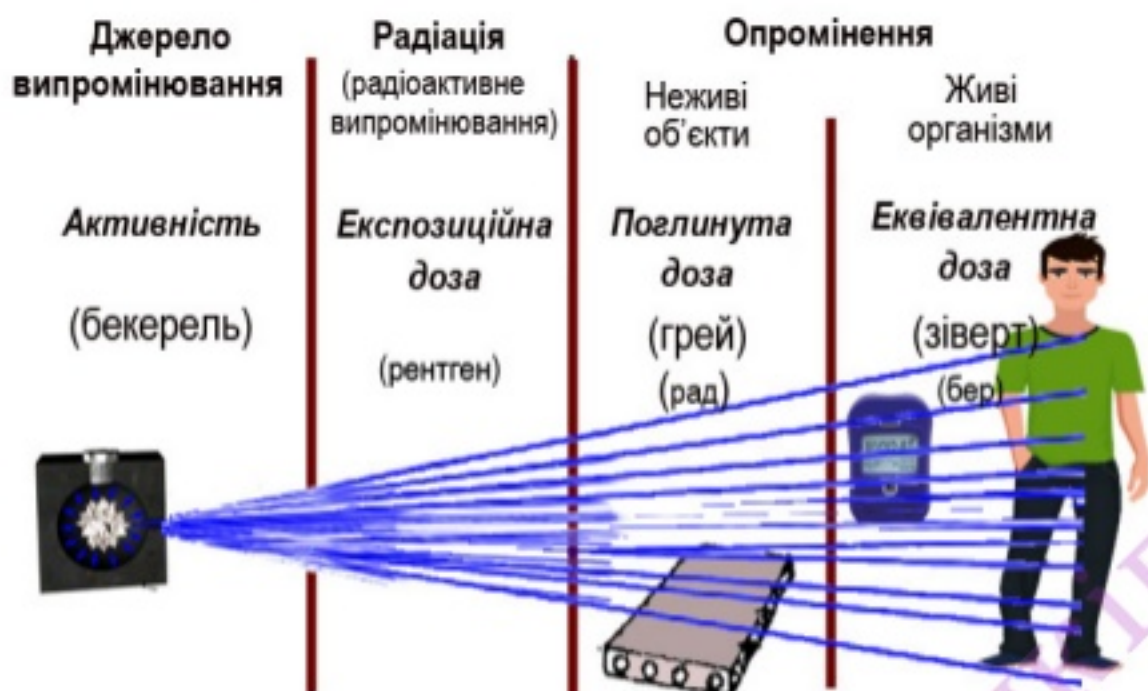 Джерело
випромінювання
Активність
(бекерель)
Радіація
(радіоактивне
випромінювання)
Експозиційна
доза
(рентген)
Опромінення
Неживі
об'єкти
Поглинута
доза
(грей)
(рад)
Живі
організми
Еквівалентна
доза
(зіверт)
(бер)